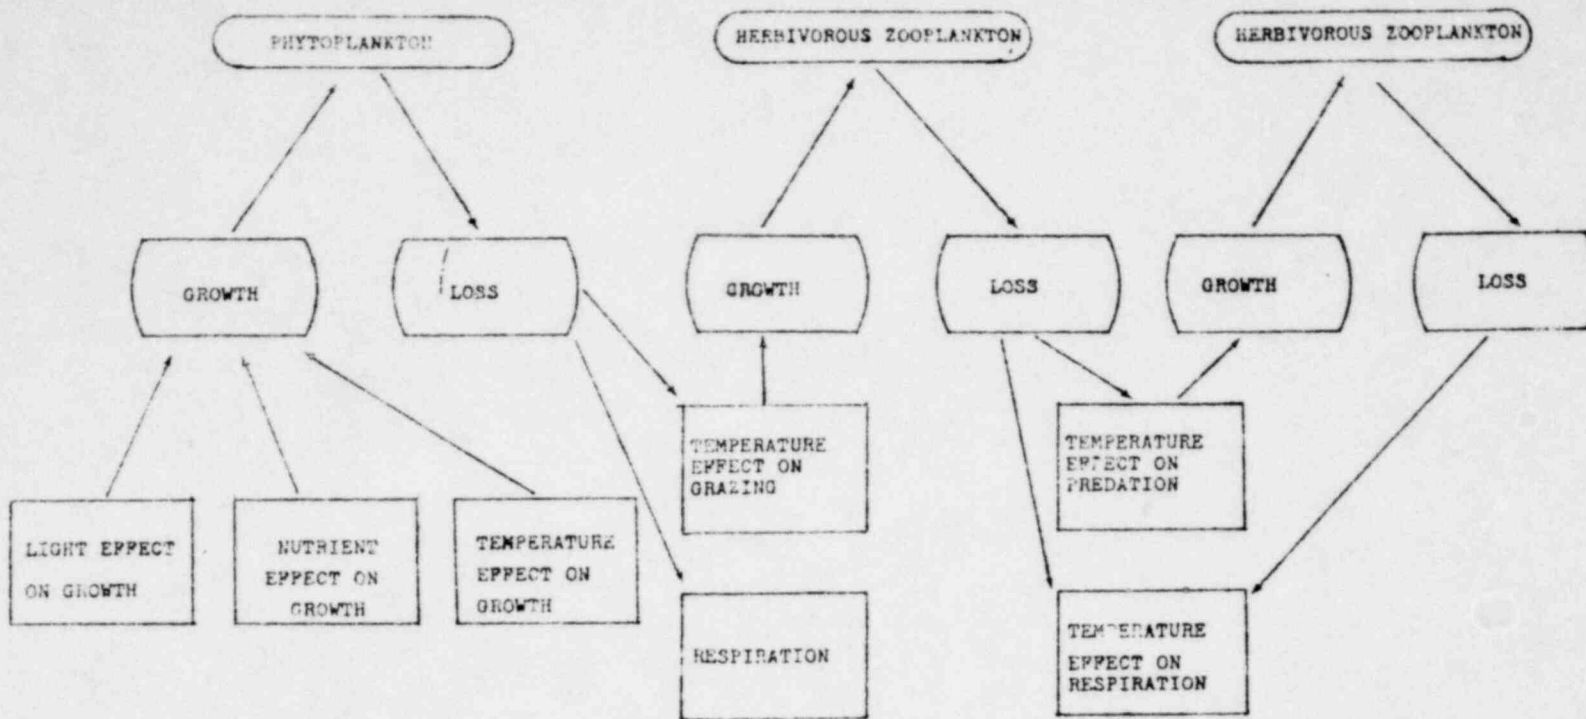 PHYTOPLANKTON
HERBIVOROUS ZOOPLANKTON
HERBIVOROUS ZOOPLANKTON
GROWTH
LOSS
GROWTH
LOSS
GROWTH
LOSS
TEMPERATURE
EFFECT ON
GRAZING
TEMPERATURE
EFFECT ON
PREDATION
LIGHT EFFECT
ON GROWTH
NUTRIENT
EFFECT ON
GROWTH
TEMPERATURE
EFFECT ON
GROWTH
RESPIRATION
TEMPERATURE
EFFECT ON
RESPIRATION